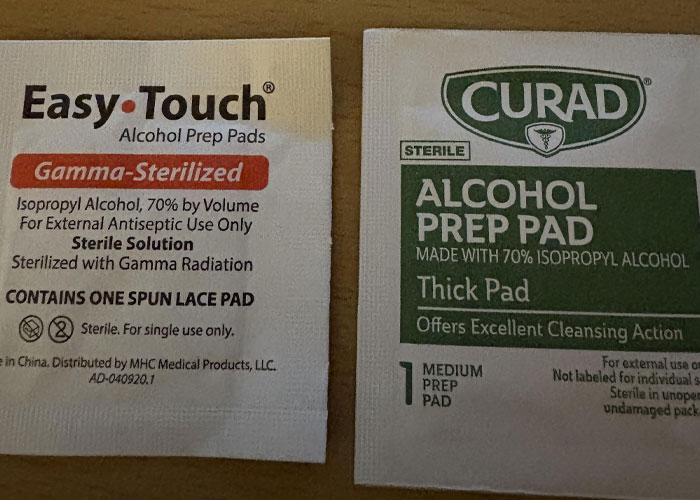 Easy•Touch®
Alcohol Prep Pads
Gamma-Sterilized
Isopropyl Alcohol, 70% by Volume
For External Antiseptic Use Only
Sterile Solution
Sterilized with Gamma Radiation
CONTAINS ONE SPUN LACE PAD
Sterile. For single use only.
in China. Distributed by MHC Medical Products, LLC.
AD-040920.1
CURAD®
STERILE
ALCOHOL
PREP PAD
MADE WITH 70% ISOPROPYL ALCOHOL
Thick Pad
Offers Excellent Cleansing Action
1 MEDIUM
PREP
PAD
For external use
Not labeled for individual
Sterile in
undamaged